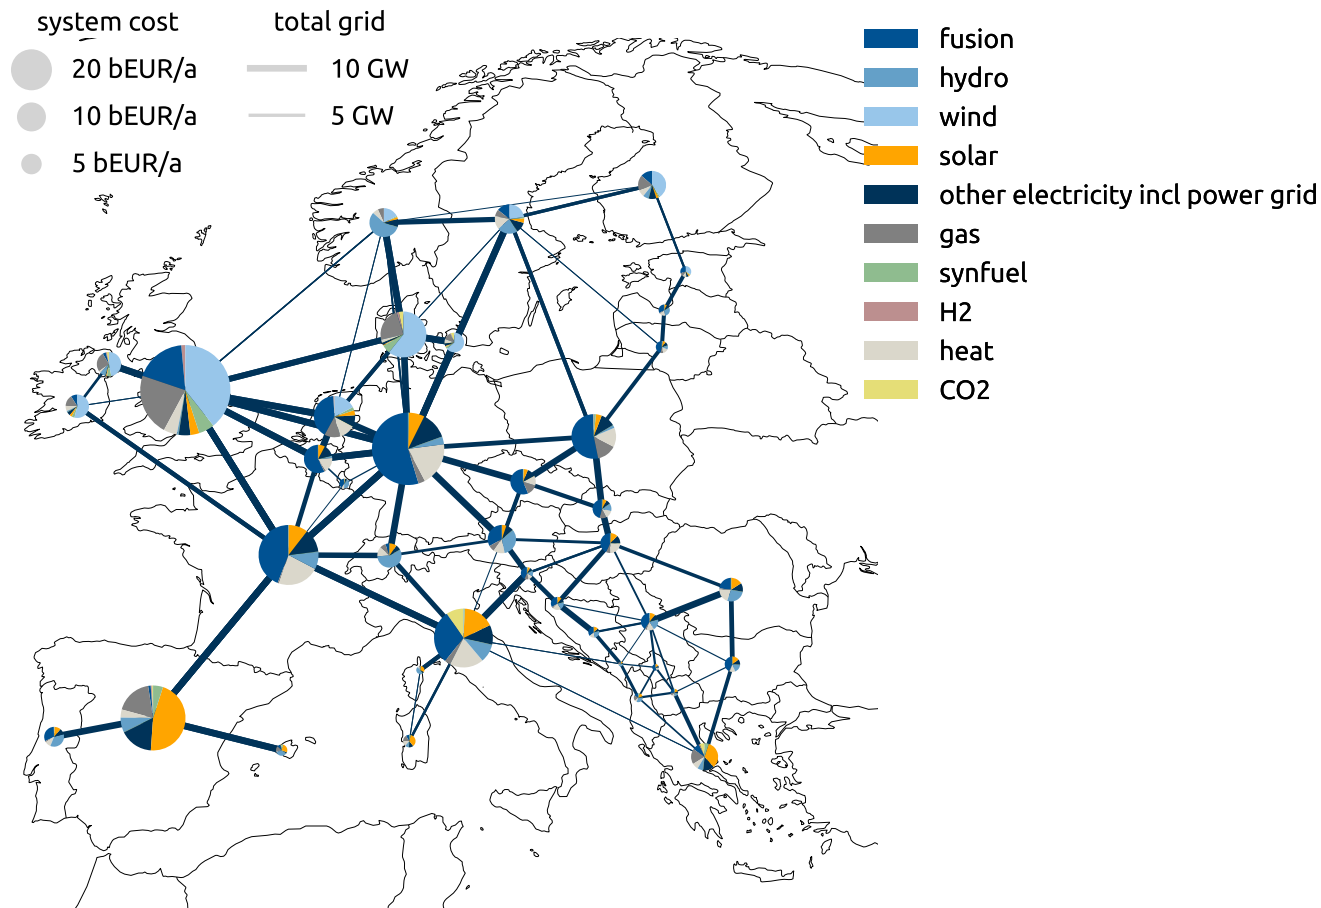 system cost
20 bEUR/a
10 bEUR/a
5 bEUR/a
total grid
10 GW
5 GW
fusion
hydro
wind
solar
other electricity incl power grid
gas
synfuel
H2
heat
CO2